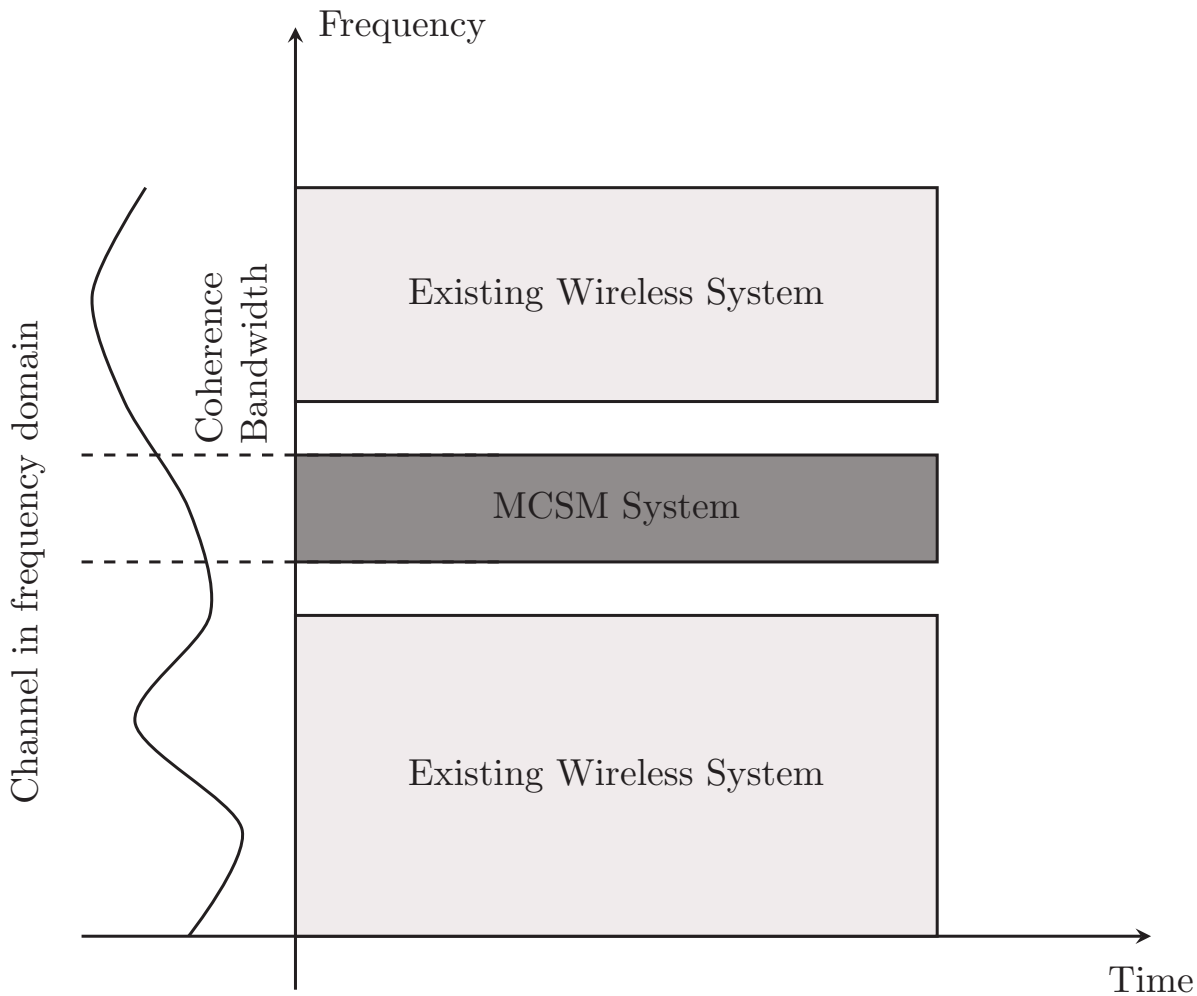 Frequency
Existing Wireless System
Coherence
Bandwidth
Channel in frequency domain
MCSM System
Existing Wireless System
Time